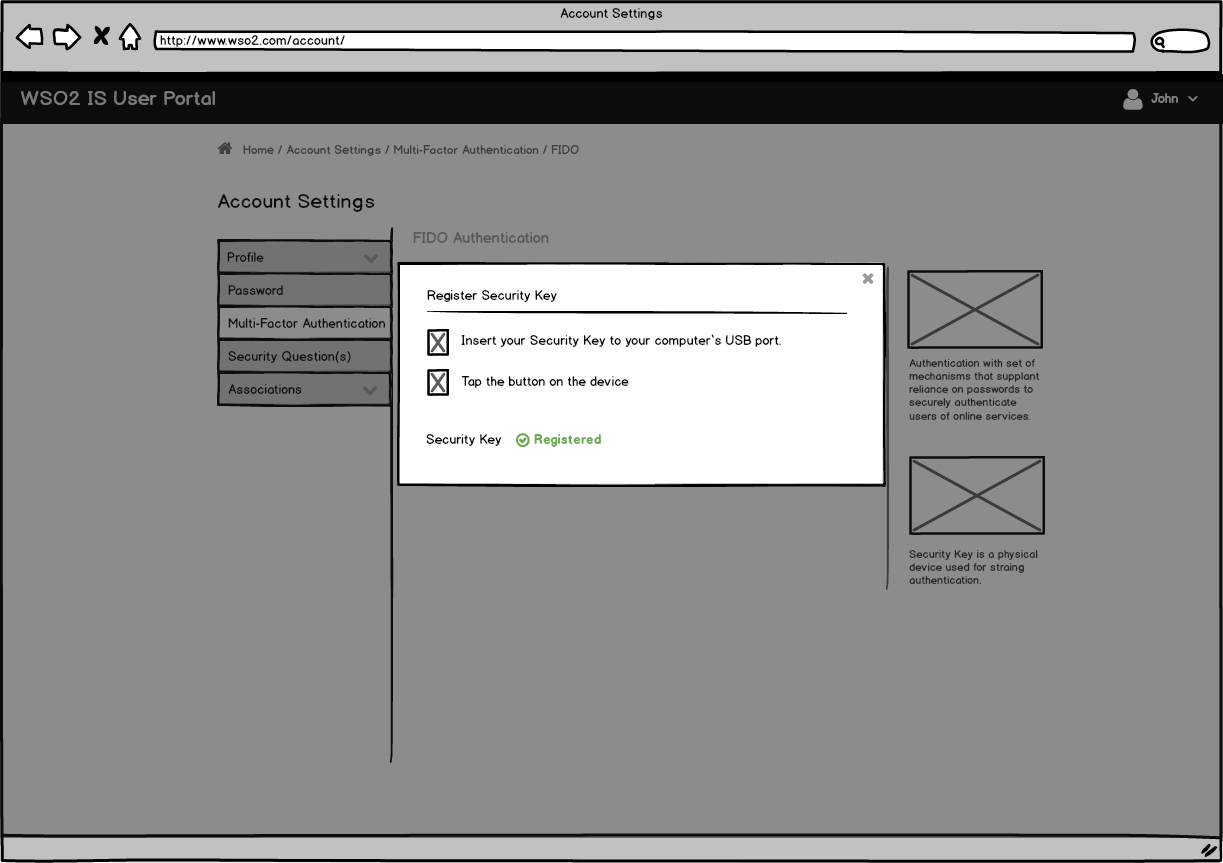 Account Settings
http://www.wso2.com/account/
WSO2 IS User Portal
John
Home / Account Settings / Multi-Factor Authentication / FIDO
Account Settings
Profile
Password
Multi-Factor Authentication
Security Question(s)
Associations
FIDO Authentication
Register Security Key
Insert your Security Key to your computer`s USB port.
Tap the button on the device
Security Key Registered
Authentication with set of
mechanisms that supplant
reliance on passwords to
securely authenticate
users of online services.
Security Key is a physical
device used for straing
authentication.